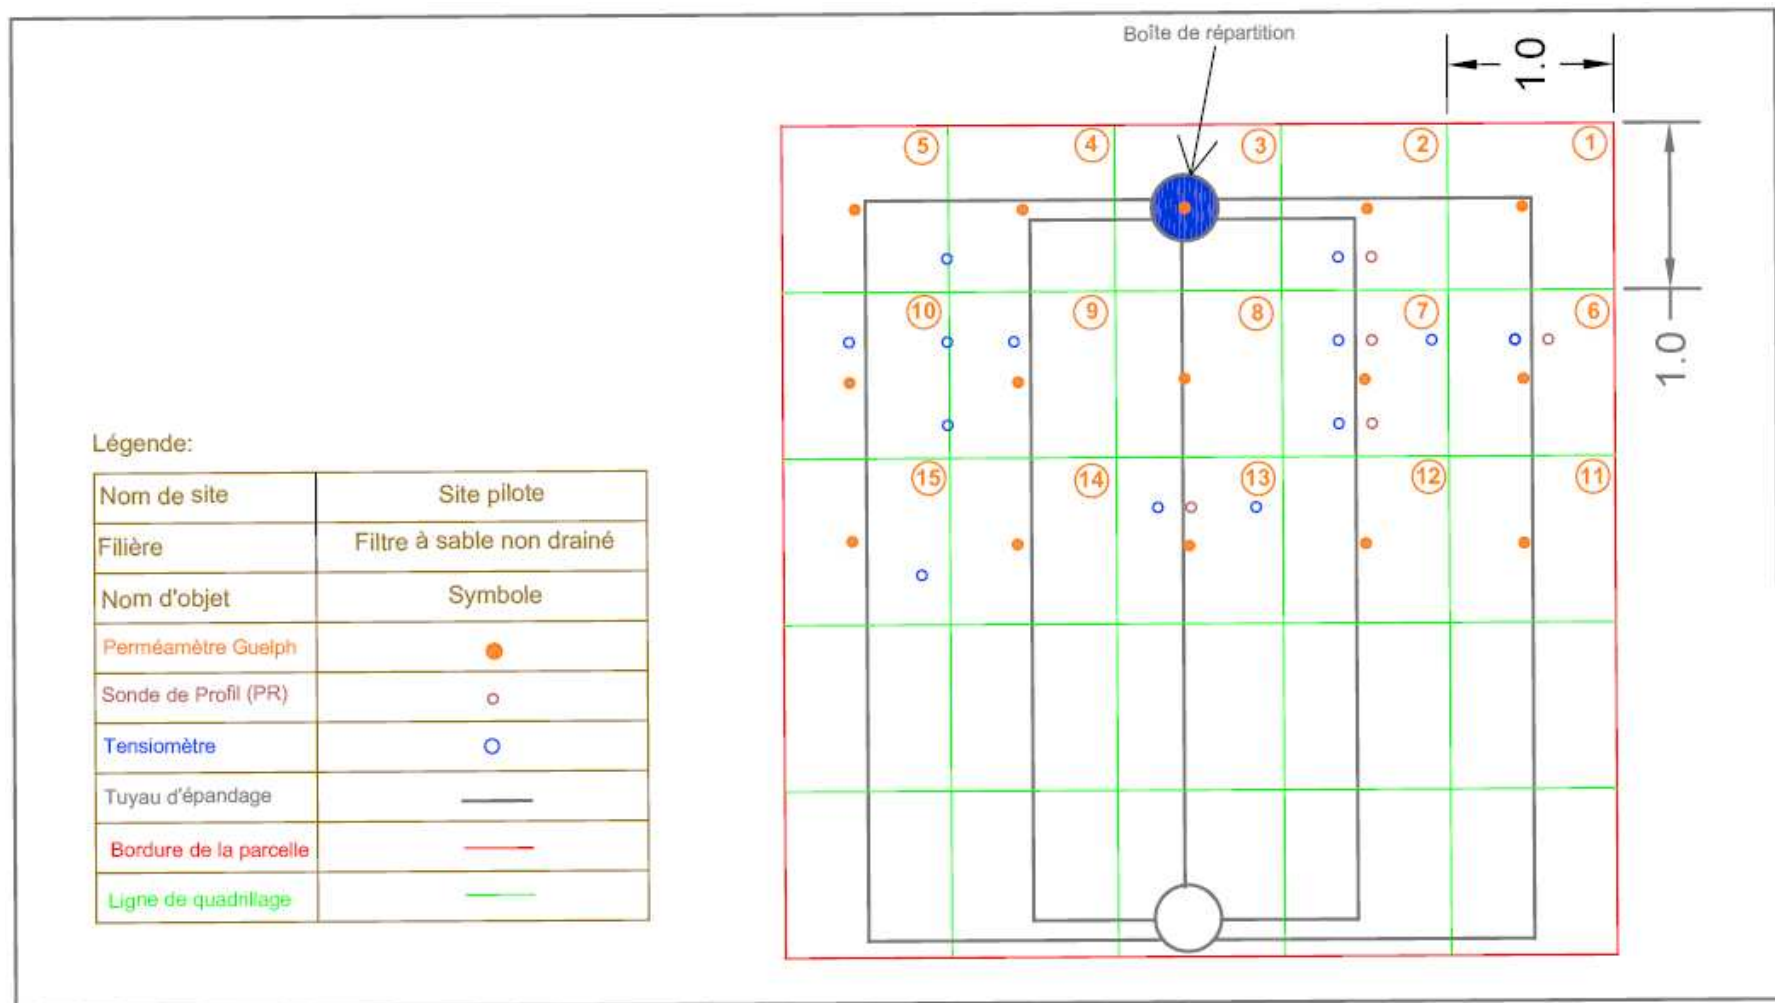 Boîte de répartition
1.0
5 4 3 2 1
10 9 8 7 6
1.0
15 14 13 12 11
Légende:
Nom de site Site pilote
Filière Filtre à sable non drainé
Nom d'objet Symbole
Perméamètre Guelph
Sonde de Profil (PR)
Tensiomètre
Tuyau d'épandage
Bordure de la parcelle
Ligne de quadrillage